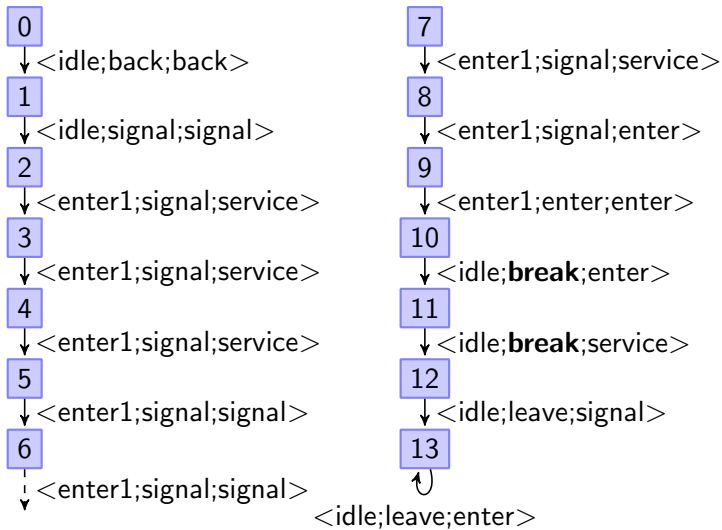 0
<idle;back;back>
1
<idle;signal;signal>
2
<enter1;signal;service>
3
<enter1;signal;service>
4
<enter1;signal;service>
5
<enter1;signal;signal>
6
<enter1;signal;signal>
7
<enter1;signal;service>
8
<enter1;signal;enter>
9
<enter1;enter;enter>
10
<idle;break;enter>
11
<idle;break;service>
12
<idle;leave;signal>
13
<idle;leave;enter>